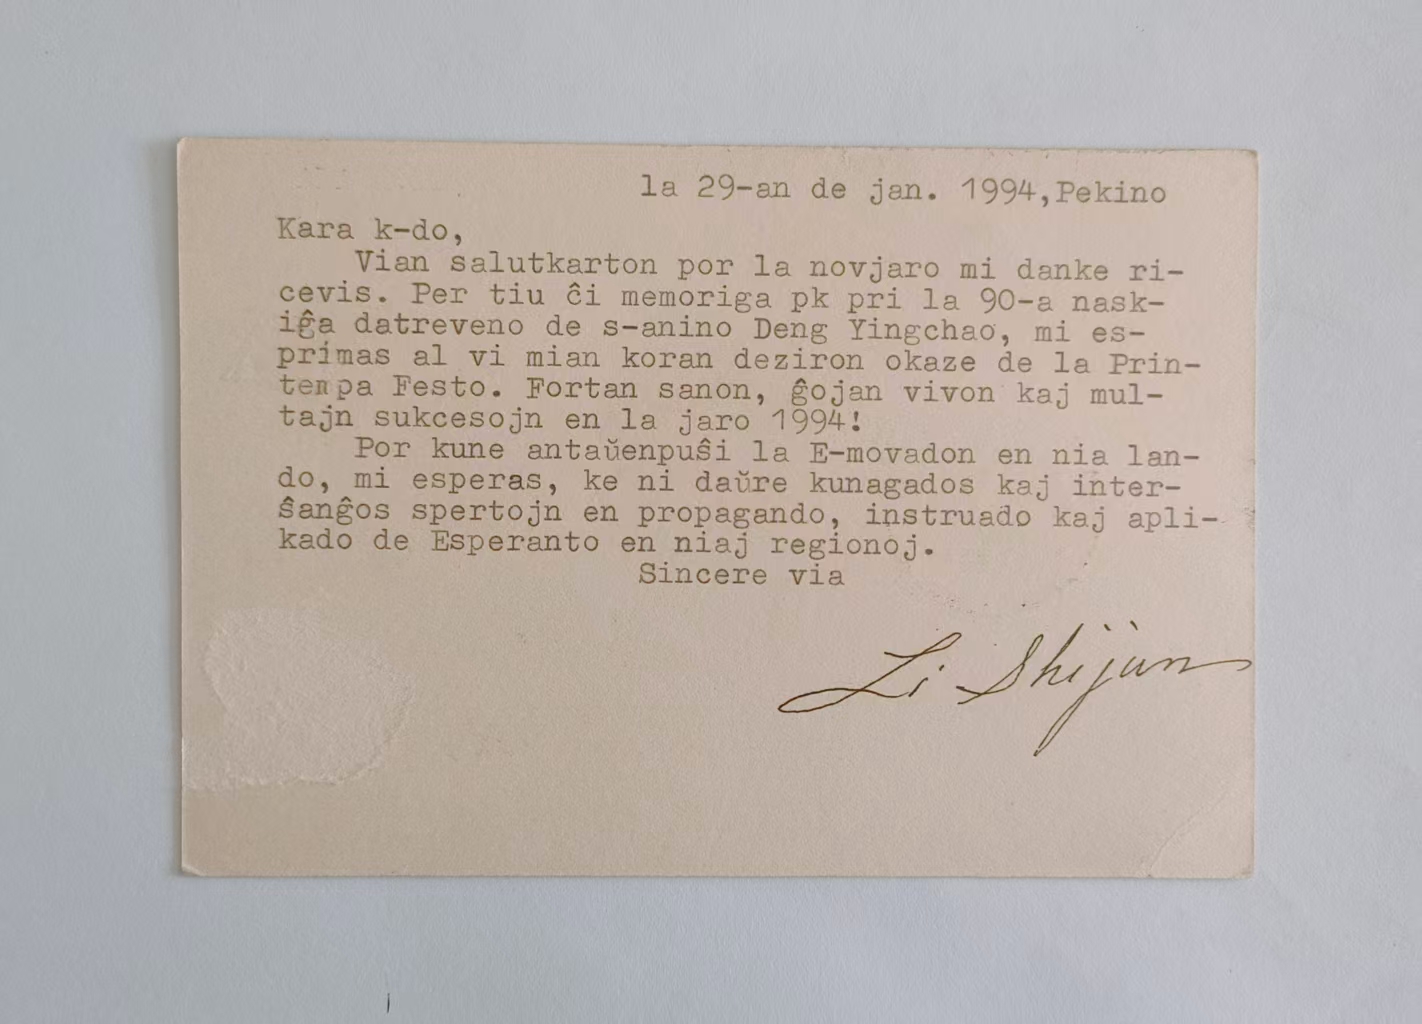 la 29-an de jan. 1994,Pekino
Kara k-do,
Vian salutkarton por la novjaro mi danke ri-
cevis. Per tiu ĉi memoriga pk pri la 90-a nask-
iĝa datreveno de s-anino Deng Yingchao, mi es-
primas al vi mian koran deziron okaze de la Prin-
tempa Festo. Fortan sanon, ĝojan vivon kaj mul-
tajn sukcesojn en la jaro 1994!
Por kune antaŭenpuŝi la E-movadon en nia lan-
do, mi esperas, ke ni daŭre kunagados kaj inter-
ŝanĝos spertojn en propagando, instruado kaj apli-
kado de Esperanto en niaj regionoj.
Sincere via
Li Shijun